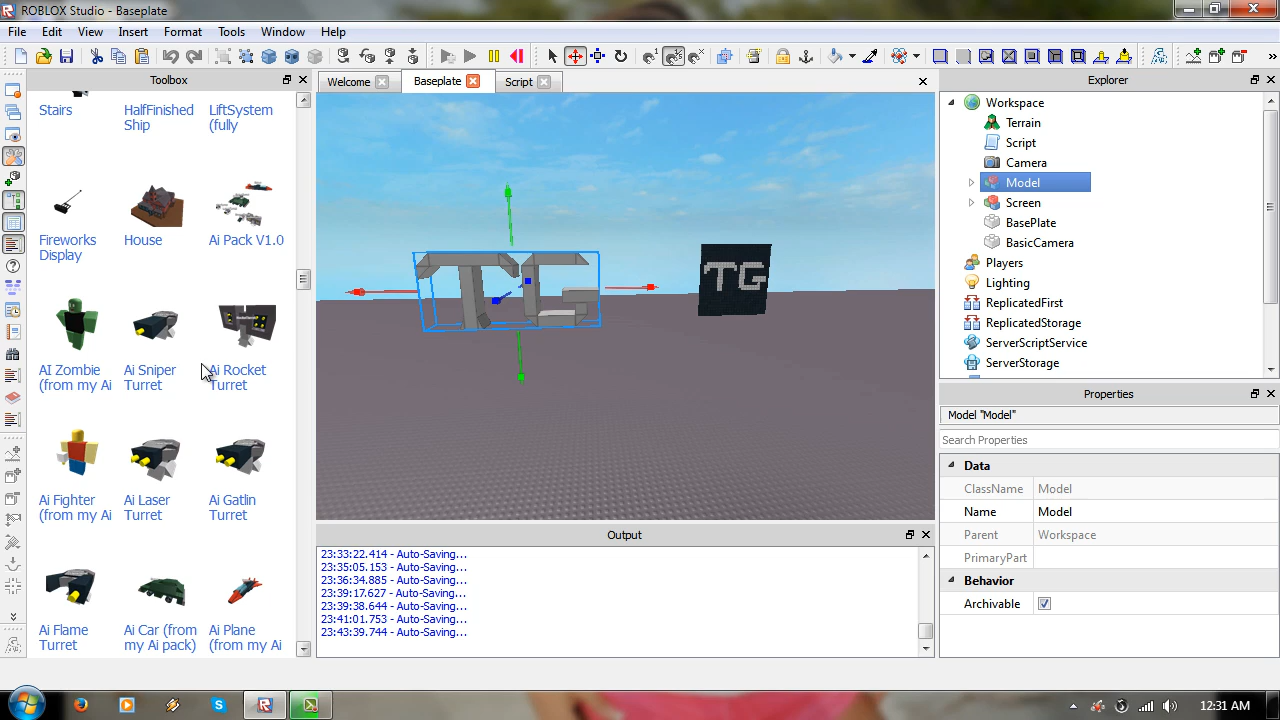 ROBLOX Studio - Baseplate
File Edit View Insert Format Tools Window Help
Toolbox
Welcome Baseplate Script
Explorer
Stairs
HalfFinished
Ship
LiftSystem
(fully
Fireworks
Display
House
Ai Pack V1.0
AI Zombie
(from my Ai
Ai Sniper
Turret
Ai Rocket
Turret
Ai Fighter
(from my Ai
Ai Laser
Turret
Ai Gatlin
Turret
Ai Flame
Turret
Ai Car (from
my Ai pack)
Ai Plane
(from my Ai
TG
TG
Output
23:33:22.414 - Auto-Saving...
23:35:05.153 - Auto-Saving...
23:36:34.885 - Auto-Saving...
23:39:17.627 - Auto-Saving...
23:39:38.644 - Auto-Saving...
23:41:01.753 - Auto-Saving...
23:43:39.744 - Auto-Saving...
Workspace
Terrain
Script
Camera
Model
Screen
BasePlate
BasicCamera
Players
Lighting
ReplicatedFirst
ReplicatedStorage
ServerScriptService
ServerStorage
Properties
Model "Model"
Search Properties
Data
ClassName Model
Name Model
Parent Workspace
PrimaryPart
Behavior
Archivable
12:31 AM